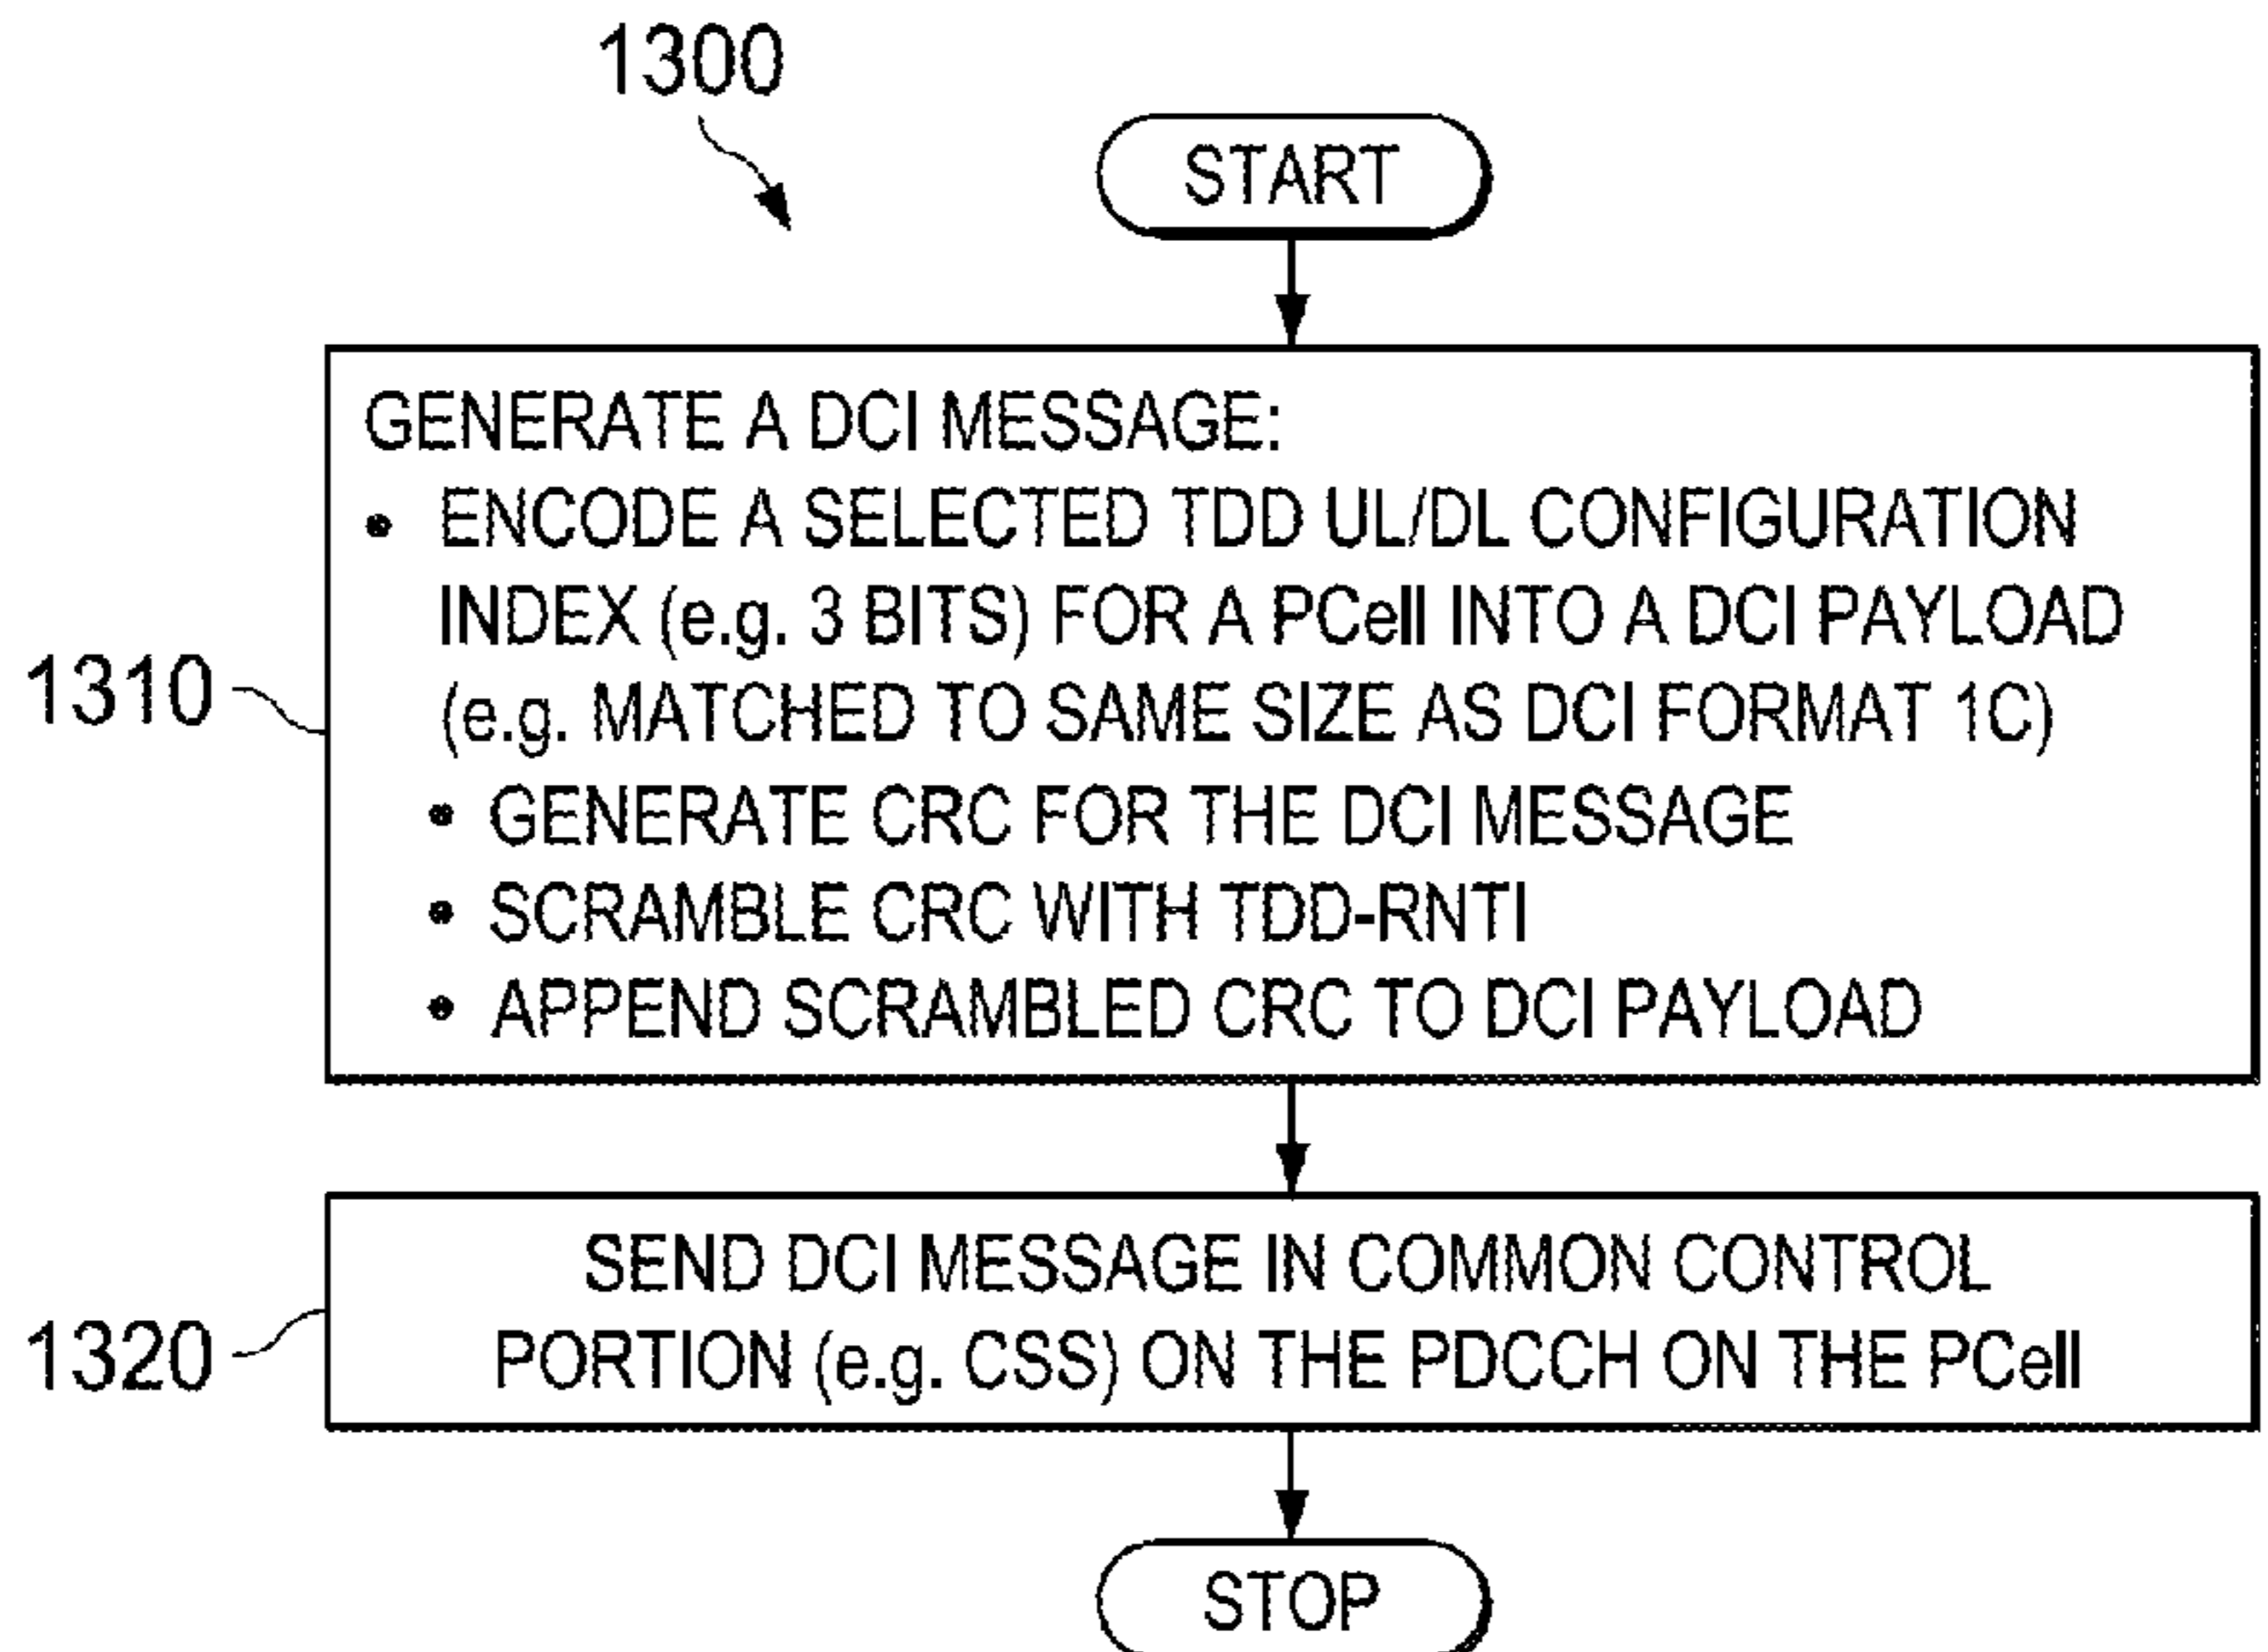 1300
START
1310
GENERATE A DCI MESSAGE:
• ENCODE A SELECTED TDD UL/DL CONFIGURATION
INDEX (e.g. 3 BITS) FOR A PCell INTO A DCI PAYLOAD
(e.g. MATCHED TO SAME SIZE AS DCI FORMAT 1C)
• GENERATE CRC FOR THE DCI MESSAGE
• SCRAMBLE CRC WITH TDD-RNTI
• APPEND SCRAMBLED CRC TO DCI PAYLOAD
1320
SEND DCI MESSAGE IN COMMON CONTROL
PORTION (e.g. CSS) ON THE PDCCH ON THE PCell
STOP